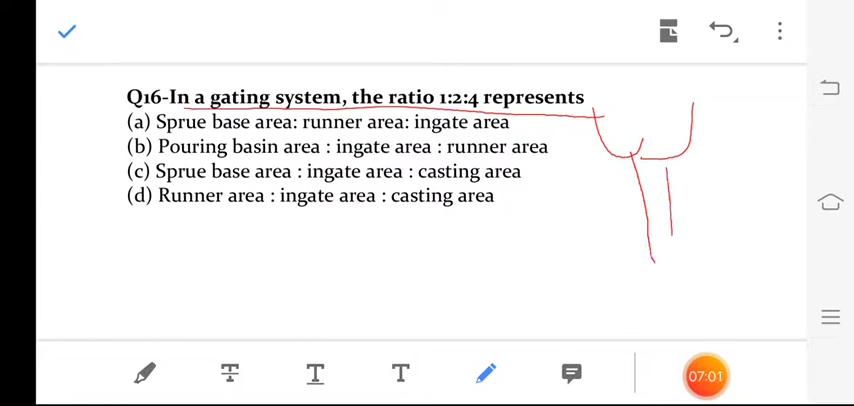 Q16-In a gating system, the ratio 1:2:4 represents
(a) Sprue base area: runner area: ingate area
(b) Pouring basin area : ingate area : runner area
(c) Sprue base area : ingate area : casting area
(d) Runner area : ingate area : casting area
T T T
07:01